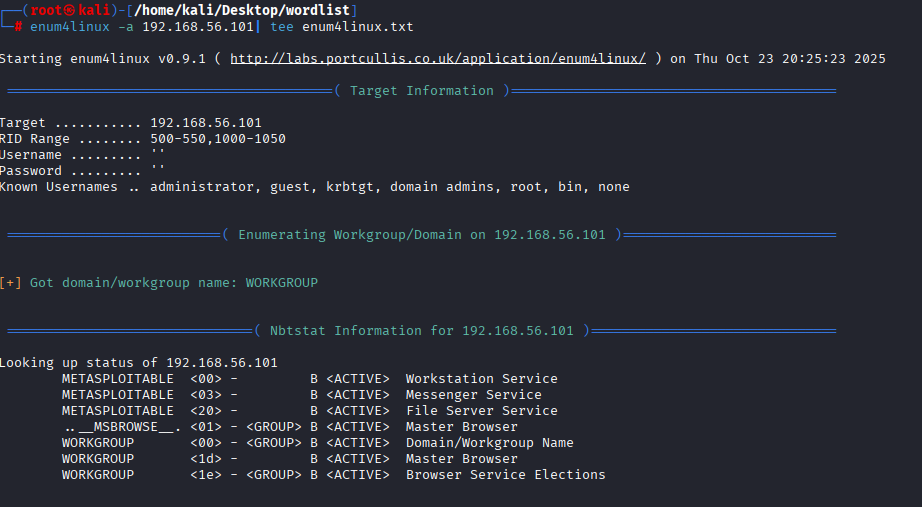 ┌──(root㉿kali)-[/home/kali/Desktop/wordlist]
└─# enum4linux -a 192.168.56.101| tee enum4linux.txt
Starting enum4linux v0.9.1 ( http://labs.portcullis.co.uk/application/enum4linux/ ) on Thu Oct 23 20:25:23 2025
=========================================( Target Information )=========================================
Target ........... 192.168.56.101
RID Range ........ 500-550,1000-1050
Username ......... ''
Password ......... ''
Known Usernames .. administrator, guest, krbtgt, domain admins, root, bin, none
===========================( Enumerating Workgroup/Domain on 192.168.56.101 )===========================
[+] Got domain/workgroup name: WORKGROUP
===============================( Nbtstat Information for 192.168.56.101 )===============================
Looking up status of 192.168.56.101
METASPLOITABLE  <00> -         B <ACTIVE>  Workstation Service
METASPLOITABLE  <03> -         B <ACTIVE>  Messenger Service
METASPLOITABLE  <20> -         B <ACTIVE>  File Server Service
..__MSBROWSE__. <01> - <GROUP> B <ACTIVE>  Master Browser
WORKGROUP       <00> - <GROUP> B <ACTIVE>  Domain/Workgroup Name
WORKGROUP       <1d> -         B <ACTIVE>  Master Browser
WORKGROUP       <1e> - <GROUP> B <ACTIVE>  Browser Service Elections